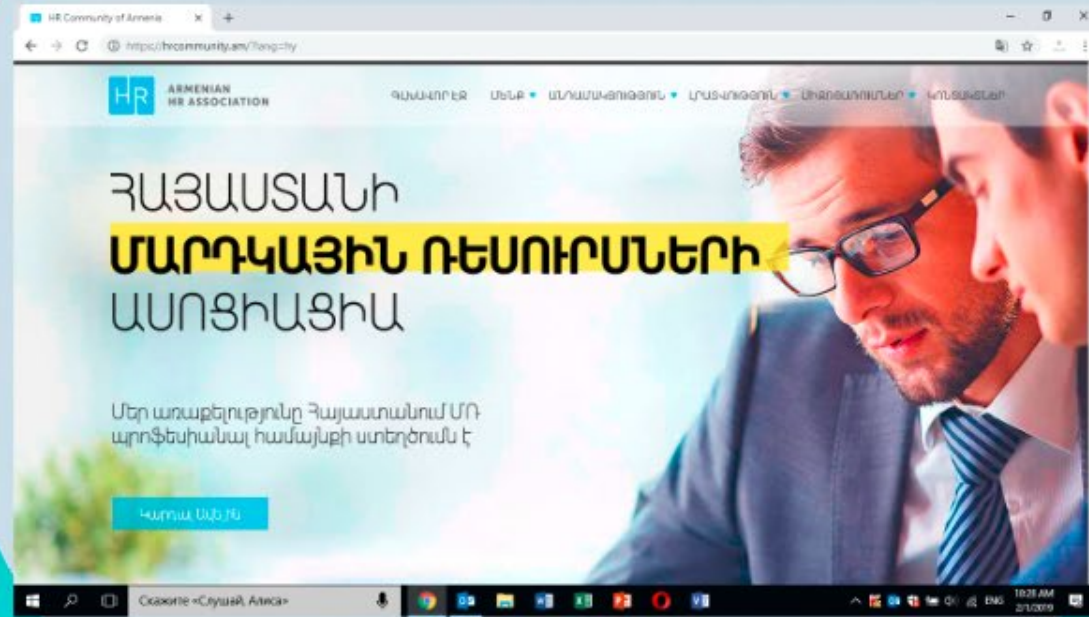 HR Community of Armenia
https://hrcommunity.am/?lang=hy
HR
ARMENIAN
HR ASSOCIATION
ԳԼԽԱՎՈՐ ԷՋ ՄԵՆՔ ԱՆԴԱՄԱԿՑՈՒԹՅՈՒՆ ԼՐԱՏՎՈՒԹՅՈՒՆ ՄԻՋՈՑԱՌՈՒՄՆԵՐ ԿՈՆՏԱԿՏՆԵՐ
ՀԱՅԱՍՏԱՆԻ
ՄԱՐԴԿԱՅԻՆ ՌԵՍՈՒՐՍՆԵՐԻ
ԱՍՈՑԻԱՑԻԱ
Մեր առաքելությունը Հայաստանում ՄՌ
պրոֆեսիանալ համայնքի ստեղծումն է
Կարդալ Ավելին
Скажите «Слушай, Алиса»
ENG
10:28 AM
2/1/2019